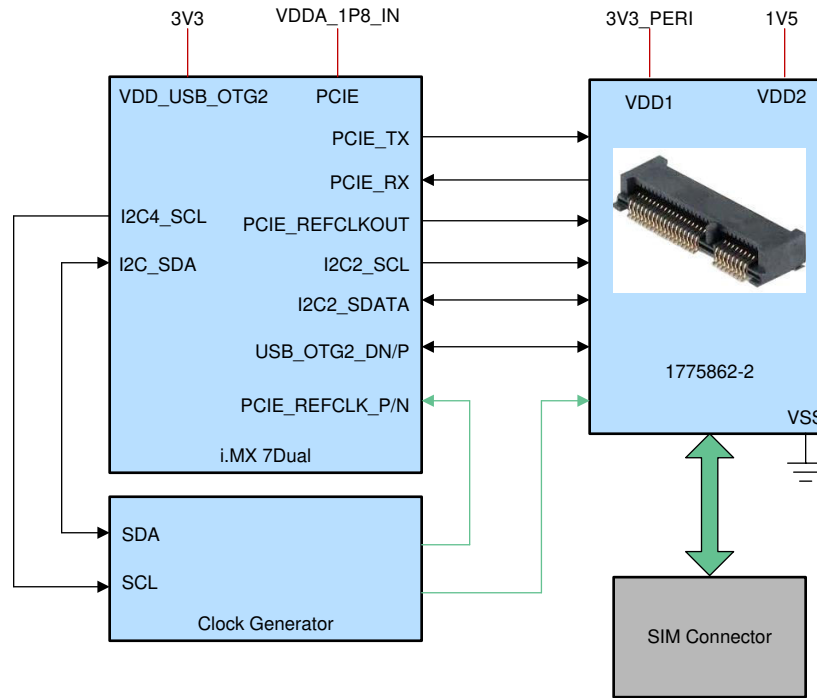 3V3
VDDA_1P8_IN
3V3_PERI
1V5
VDD_USB_OTG2
PCIE
VDD1
VDD2
PCIE_TX
PCIE_RX
I2C4_SCL
PCIE_REFCLKOUT
I2C_SDA
I2C2_SCL
I2C2_SDATA
USB_OTG2_DN/P
1775862-2
PCIE_REFCLK_P/N
VSS
i.MX 7Dual
SDA
SCL
Clock Generator
SIM Connector